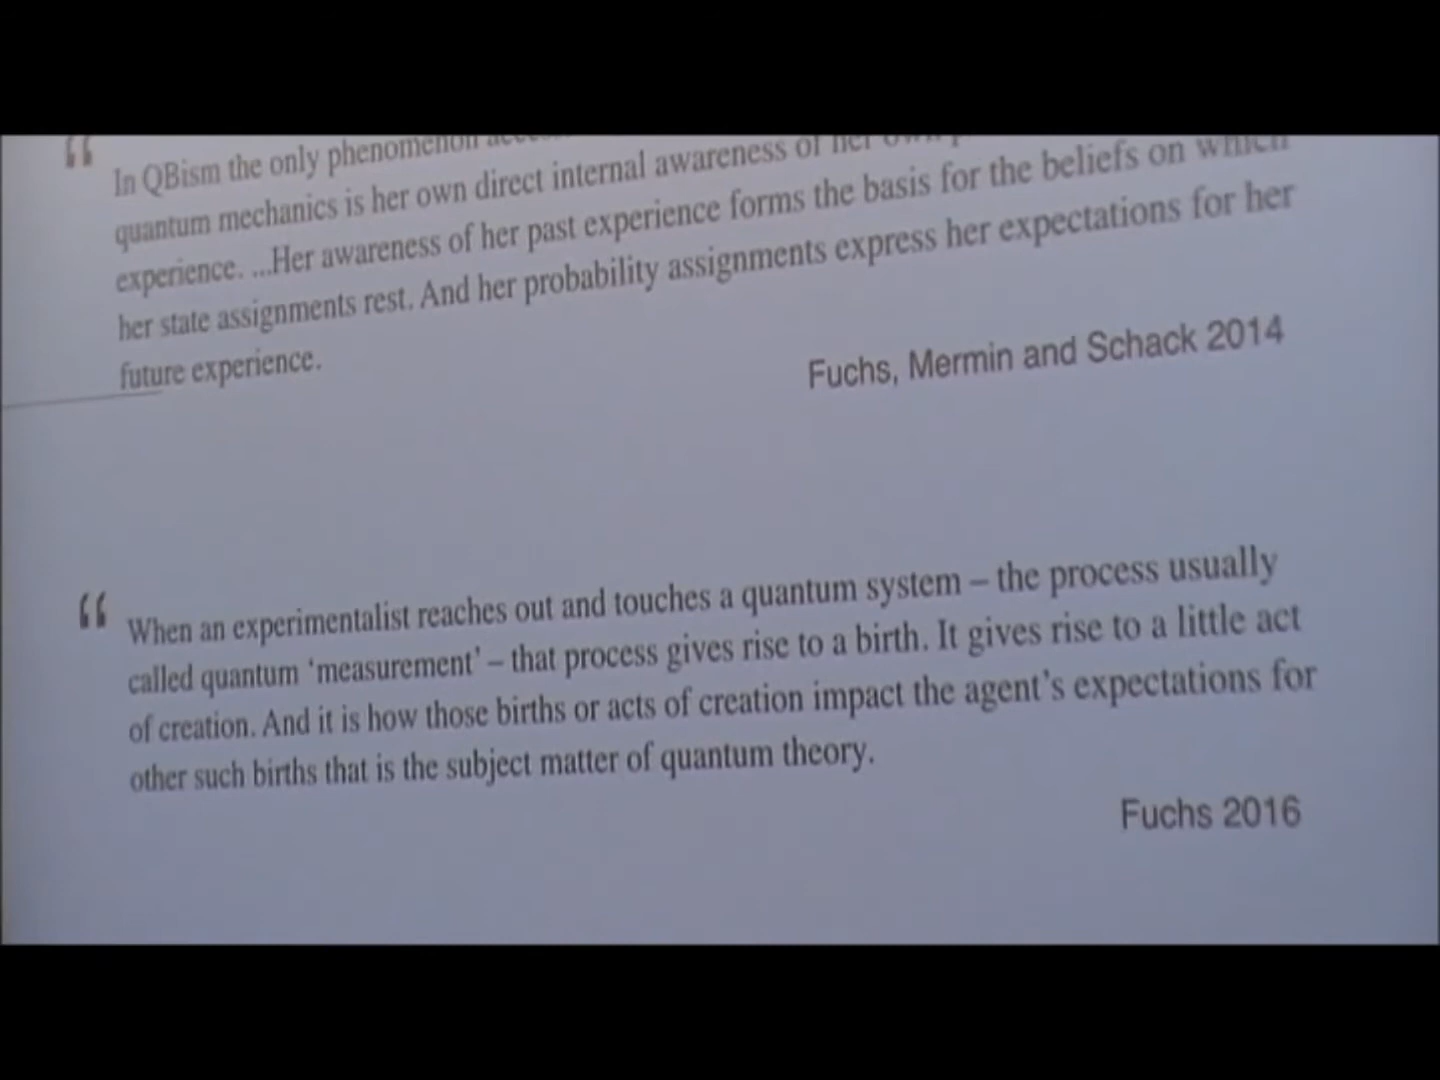 “ In QBism the only phenomenon
quantum mechanics is her own direct internal awareness of her own
experience. ...Her awareness of her past experience forms the basis for the beliefs on which
her state assignments rest. And her probability assignments express her expectations for her
future experience.
Fuchs, Mermin and Schack 2014
“ When an experimentalist reaches out and touches a quantum system – the process usually
called quantum ‘measurement’ – that process gives rise to a birth. It gives rise to a little act
of creation. And it is how those births or acts of creation impact the agent’s expectations for
other such births that is the subject matter of quantum theory.
Fuchs 2016